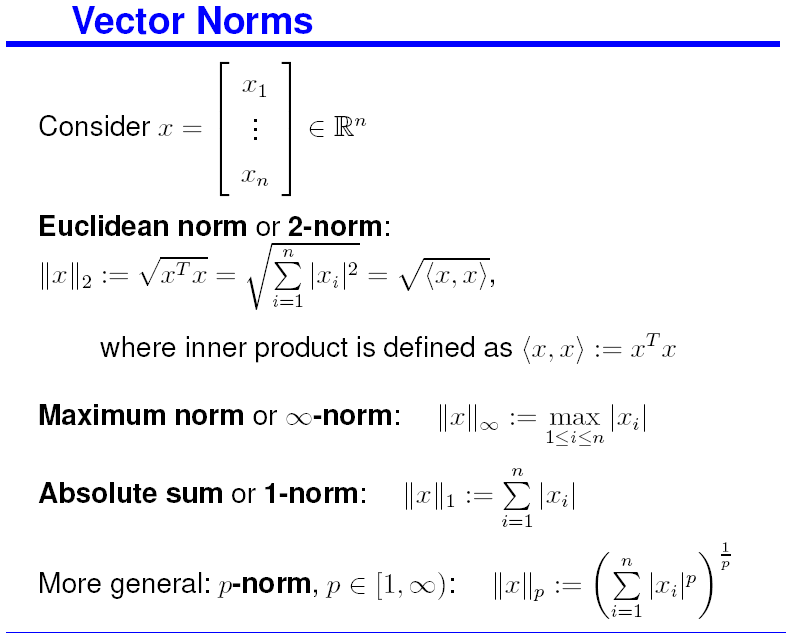 Vector Norms
Consider $x = \begin{bmatrix} x_1 \\ \vdots \\ x_n \end{bmatrix} \in \mathbb{R}^n$
Euclidean norm or 2-norm:
$\|x\|_2 := \sqrt{x^T x} = \sqrt{\sum_{i=1}^{n} |x_i|^2} = \sqrt{\langle x, x \rangle}$,
where inner product is defined as $\langle x, x \rangle := x^T x$
Maximum norm or $\infty$-norm: $\|x\|_\infty := \max_{1 \le i \le n} |x_i|$
Absolute sum or 1-norm: $\|x\|_1 := \sum_{i=1}^{n} |x_i|$
More general: $p$-norm, $p \in [1, \infty)$: $\|x\|_p := \left( \sum_{i=1}^{n} |x_i|^p \right)^{\frac{1}{p}}$